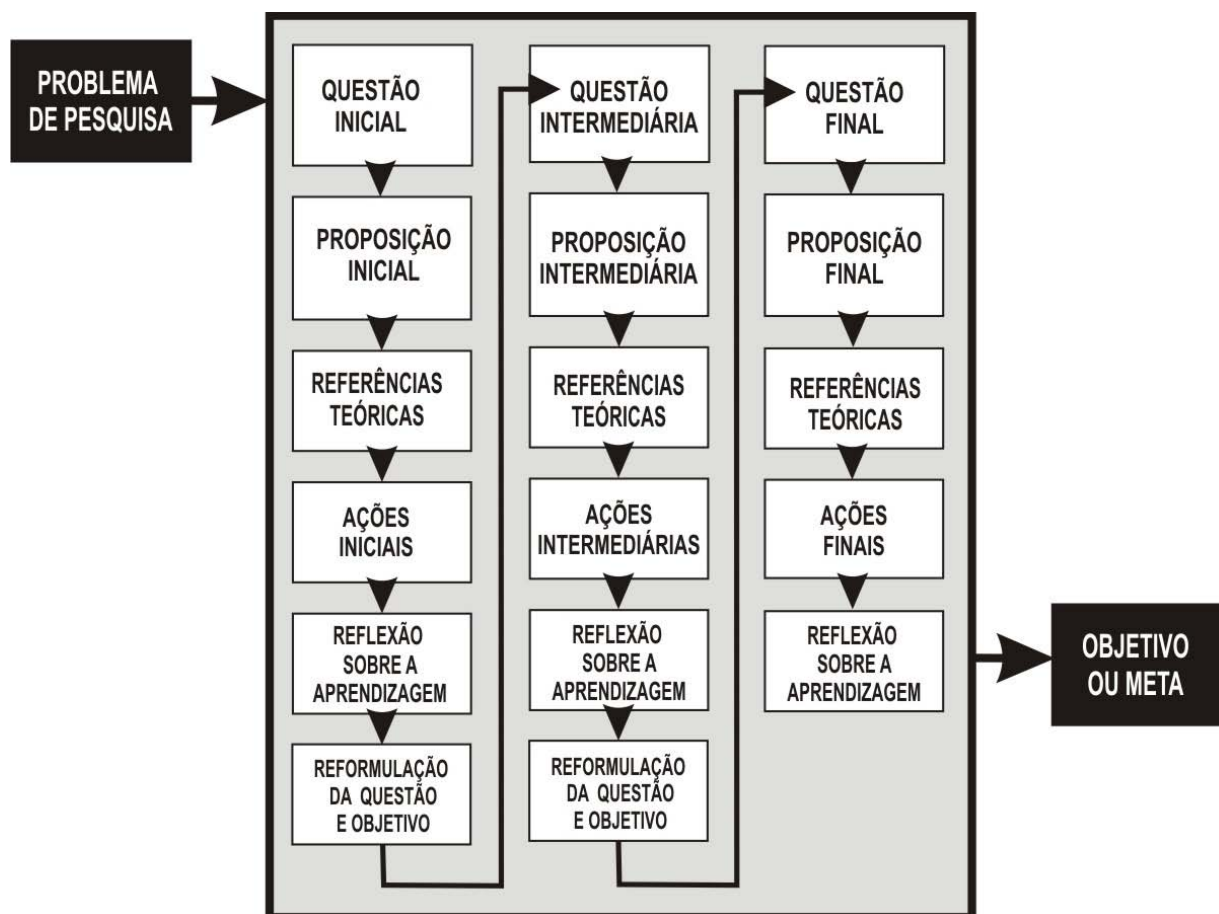 PROBLEMA
DE PESQUISA
QUESTÃO
INICIAL
PROPOSIÇÃO
INICIAL
REFERÊNCIAS
TEÓRICAS
AÇÕES
INICIAIS
REFLEXÃO
SOBRE A
APRENDIZAGEM
REFORMULAÇÃO
DA QUESTÃO
E OBJETIVO
QUESTÃO
INTERMEDIÁRIA
PROPOSIÇÃO
INTERMEDIÁRIA
REFERÊNCIAS
TEÓRICAS
AÇÕES
INTERMEDIÁRIAS
REFLEXÃO
SOBRE A
APRENDIZAGEM
REFORMULAÇÃO
DA QUESTÃO
E OBJETIVO
QUESTÃO
FINAL
PROPOSIÇÃO
FINAL
REFERÊNCIAS
TEÓRICAS
AÇÕES
FINAIS
REFLEXÃO
SOBRE A
APRENDIZAGEM
OBJETIVO
OU META